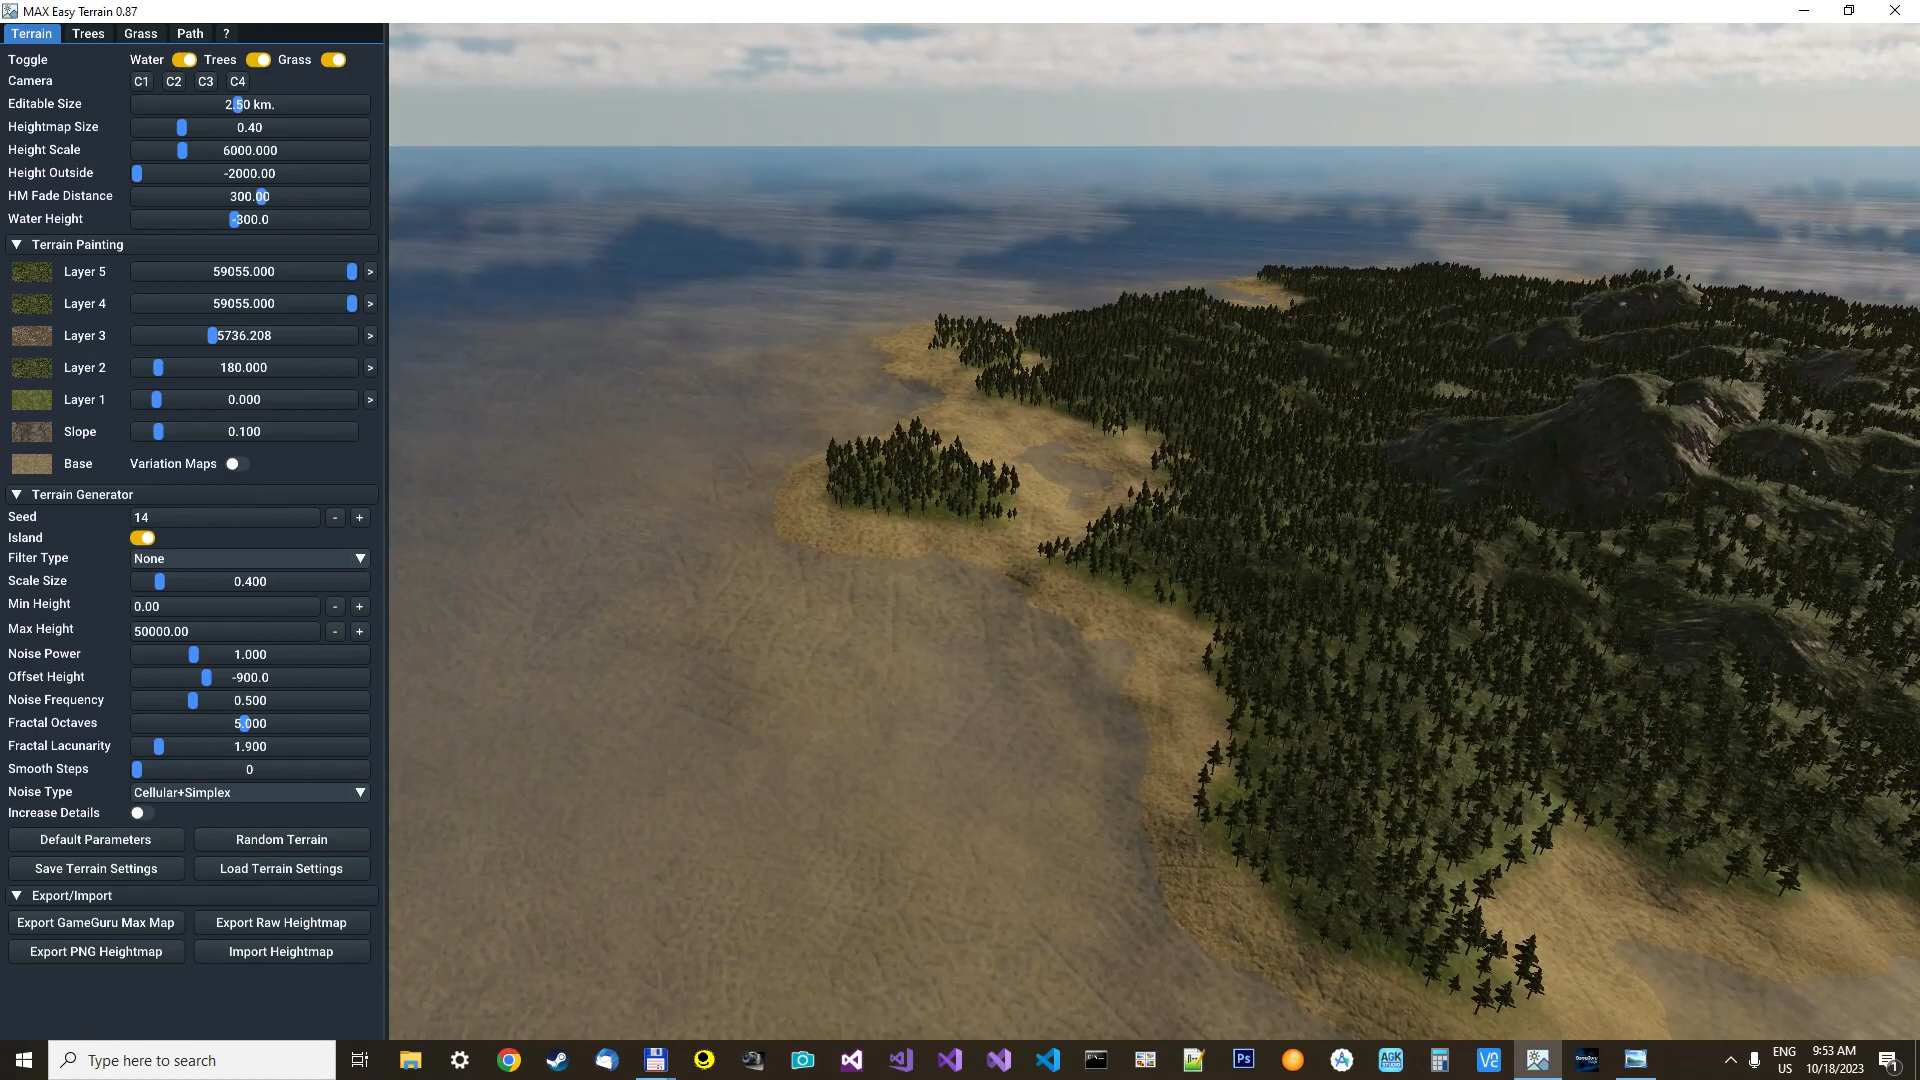 MAX Easy Terrain 0.87
Terrain Trees Grass Path ?
Toggle Water Trees Grass
Camera C1 C2 C3 C4
Editable Size 2.50 km.
Heightmap Size 0.40
Height Scale 6000.000
Height Outside -2000.00
HM Fade Distance 300.00
Water Height -300.0
Terrain Painting
Layer 5 59055.000 >
Layer 4 59055.000 >
Layer 3 5736.208 >
Layer 2 180.000 >
Layer 1 0.000 >
Slope 0.100
Base Variation Maps
Terrain Generator
Seed 14 - +
Island
Filter Type None
Scale Size 0.400
Min Height 0.00 - +
Max Height 50000.00 - +
Noise Power 1.000
Offset Height -900.0
Noise Frequency 0.500
Fractal Octaves 5.000
Fractal Lacunarity 1.900
Smooth Steps 0
Noise Type Cellular+Simplex
Increase Details
Default Parameters Random Terrain
Save Terrain Settings Load Terrain Settings
Export/Import
Export GameGuru Max Map Export Raw Heightmap
Export PNG Heightmap Import Heightmap
Type here to search
Ps
AGK
ENG
US
9:53 AM
10/18/2023
1